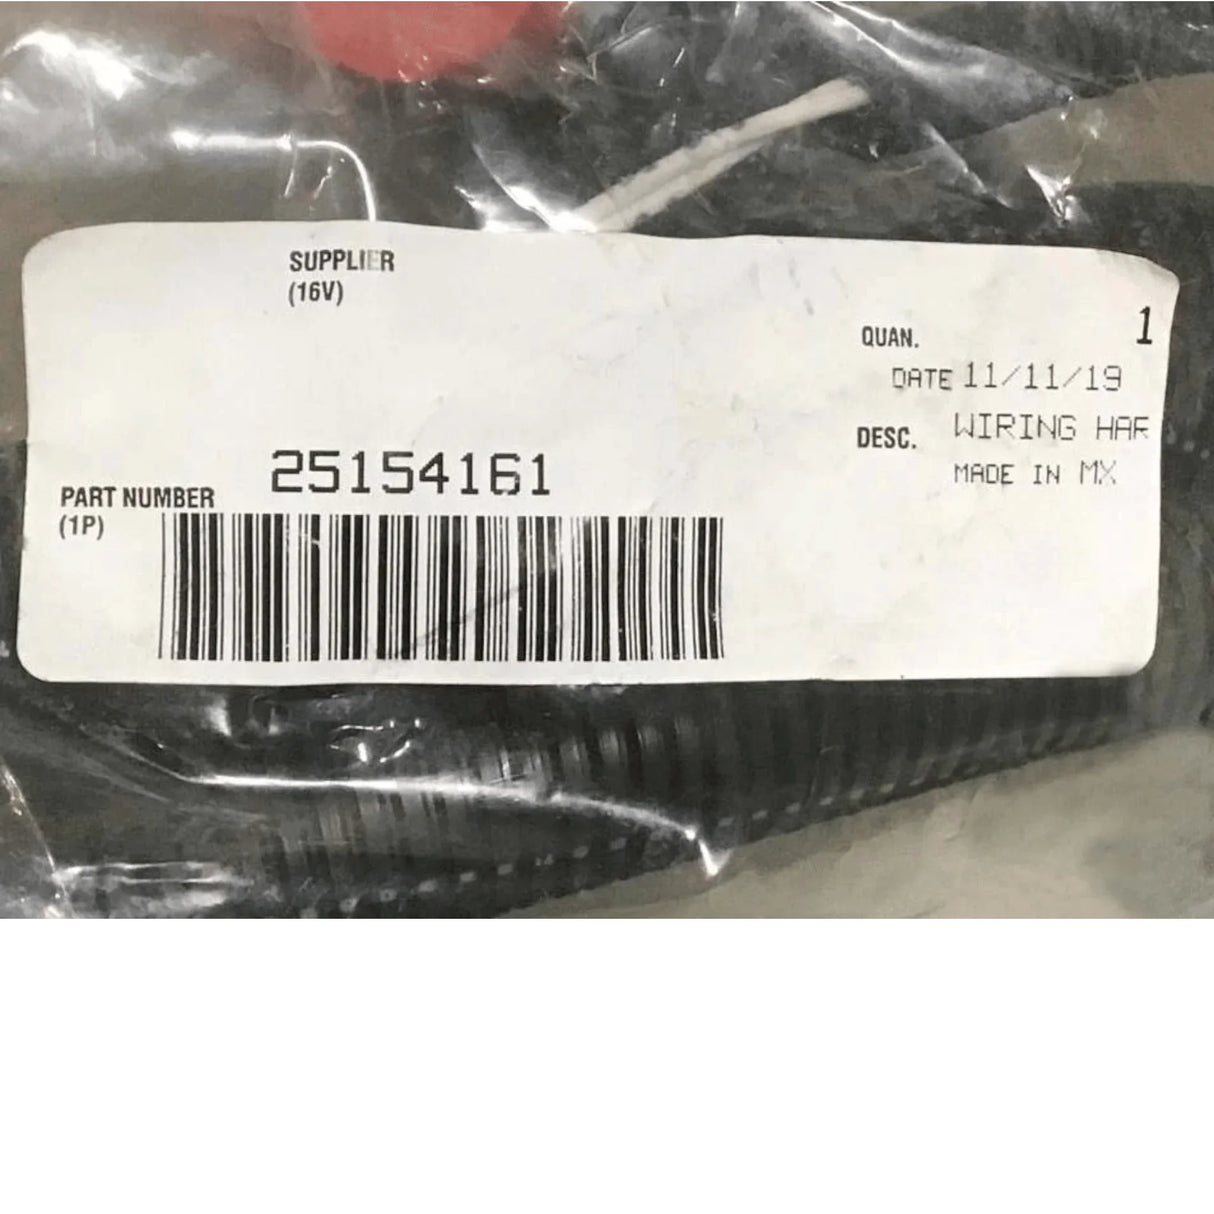 SUPPLIER
(16V)
QUAN. 1
DATE 11/11/19
DESC. WIRING HAR
MADE IN MX
25154161
PART NUMBER
(1P)